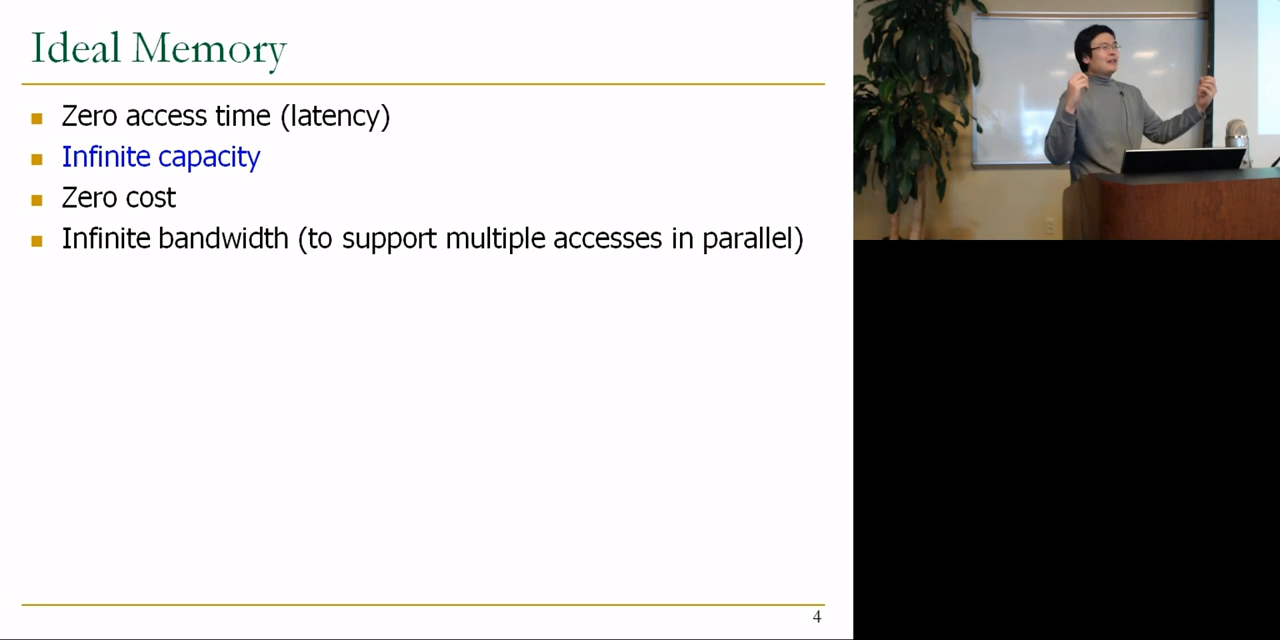 Ideal Memory
Zero access time (latency)
Infinite capacity
Zero cost
Infinite bandwidth (to support multiple accesses in parallel)
4